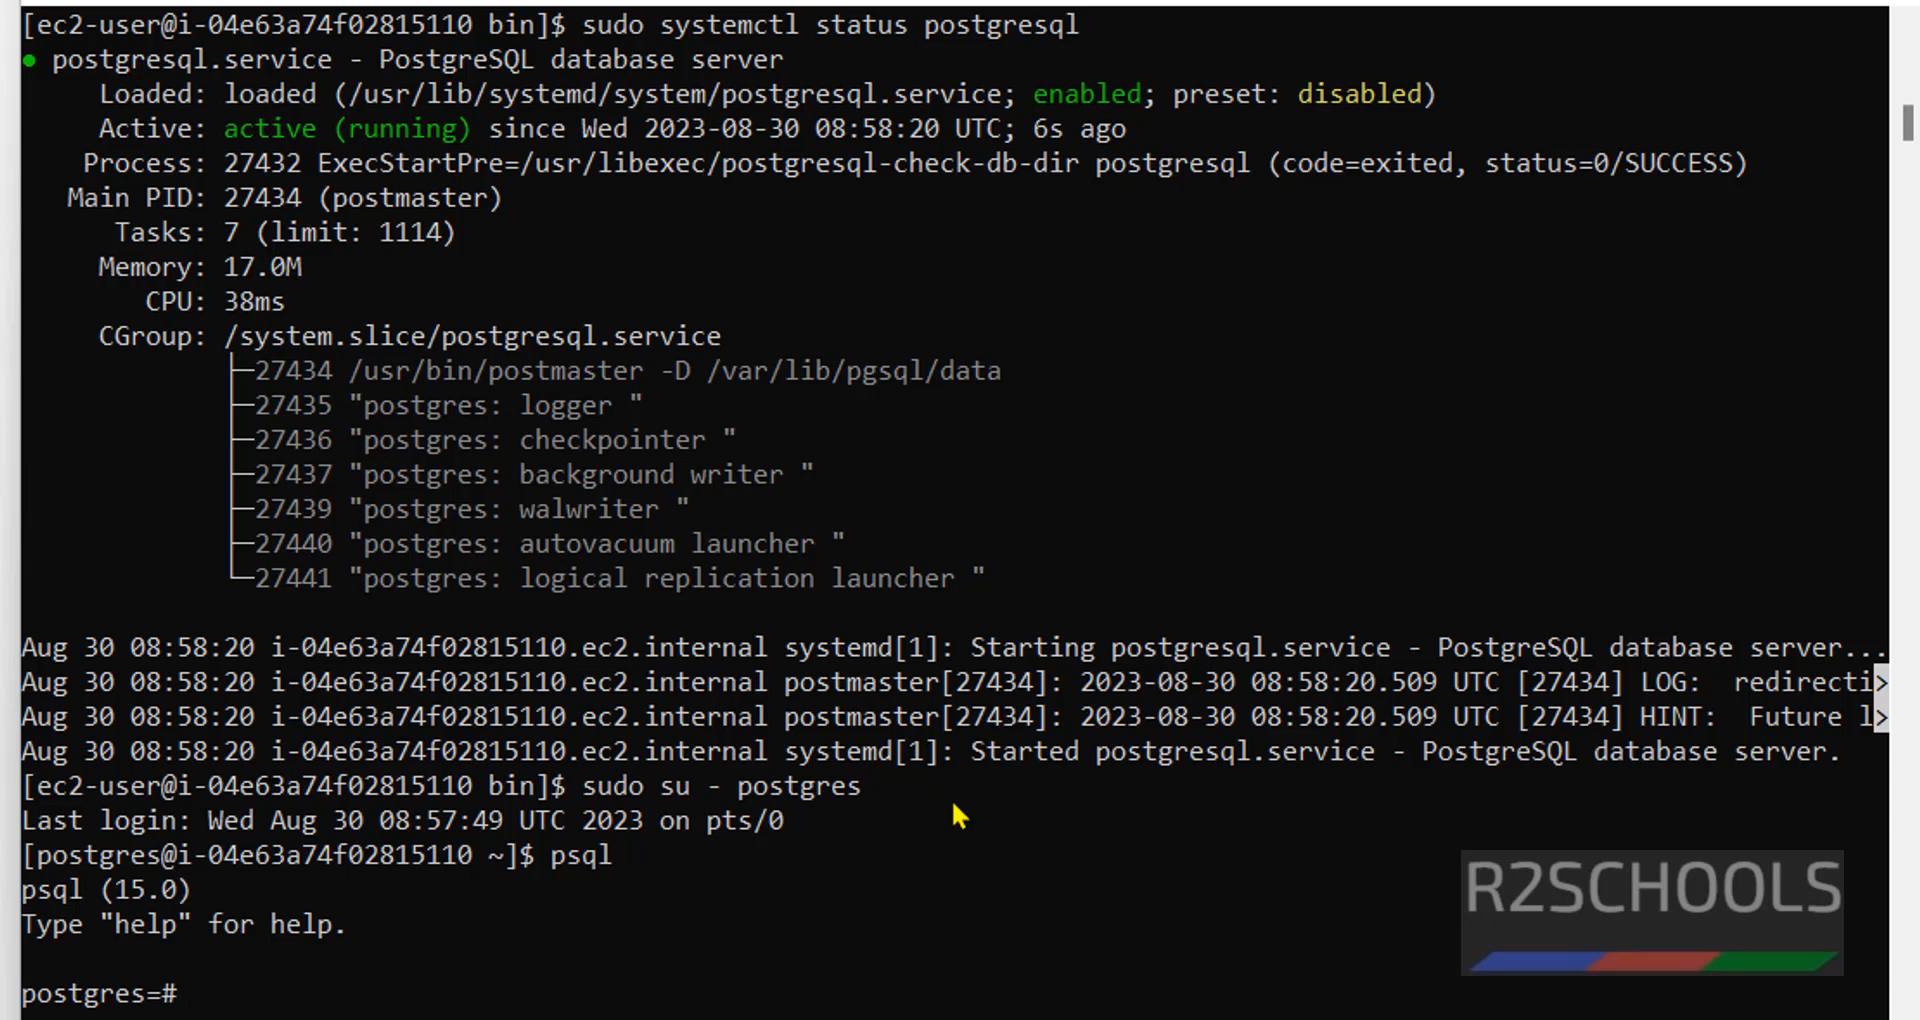 [ec2-user@i-04e63a74f02815110 bin]$ sudo systemctl status postgresql
● postgresql.service - PostgreSQL database server
Loaded: loaded (/usr/lib/systemd/system/postgresql.service; enabled; preset: disabled)
Active: active (running) since Wed 2023-08-30 08:58:20 UTC; 6s ago
Process: 27432 ExecStartPre=/usr/libexec/postgresql-check-db-dir postgresql (code=exited, status=0/SUCCESS)
Main PID: 27434 (postmaster)
Tasks: 7 (limit: 1114)
Memory: 17.0M
CPU: 38ms
CGroup: /system.slice/postgresql.service
├─27434 /usr/bin/postmaster -D /var/lib/pgsql/data
├─27435 "postgres: logger "
├─27436 "postgres: checkpointer "
├─27437 "postgres: background writer "
├─27439 "postgres: walwriter "
├─27440 "postgres: autovacuum launcher "
└─27441 "postgres: logical replication launcher "
Aug 30 08:58:20 i-04e63a74f02815110.ec2.internal systemd[1]: Starting postgresql.service - PostgreSQL database server...
Aug 30 08:58:20 i-04e63a74f02815110.ec2.internal postmaster[27434]: 2023-08-30 08:58:20.509 UTC [27434] LOG:  redirecti>
Aug 30 08:58:20 i-04e63a74f02815110.ec2.internal postmaster[27434]: 2023-08-30 08:58:20.509 UTC [27434] HINT:  Future l>
Aug 30 08:58:20 i-04e63a74f02815110.ec2.internal systemd[1]: Started postgresql.service - PostgreSQL database server.
[ec2-user@i-04e63a74f02815110 bin]$ sudo su - postgres
Last login: Wed Aug 30 08:57:49 UTC 2023 on pts/0
[postgres@i-04e63a74f02815110 ~]$ psql
psql (15.0)
Type "help" for help.
postgres=#
R2SCHOOLS